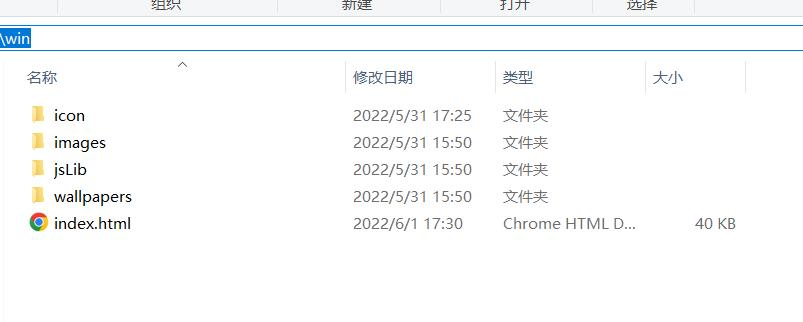 组织 新建 打开 选择
\win
名称 修改日期 类型 大小
icon 2022/5/31 17:25 文件夹
images 2022/5/31 15:50 文件夹
jsLib 2022/5/31 15:50 文件夹
wallpapers 2022/5/31 15:50 文件夹
index.html 2022/6/1 17:30 Chrome HTML D... 40 KB